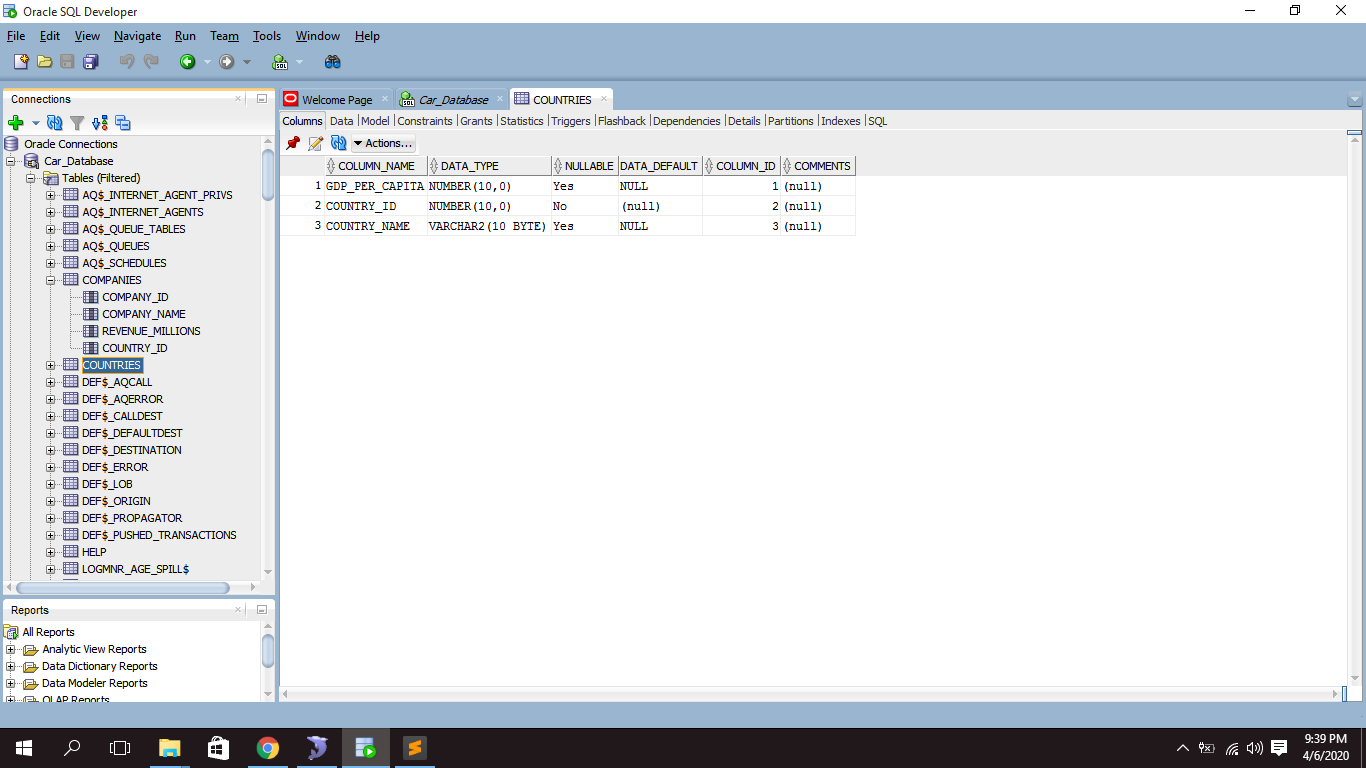 Oracle SQL Developer
File Edit View Navigate Run Team Tools Window Help
Connections
Oracle Connections
Car_Database
Tables (Filtered)
AQ$_INTERNET_AGENT_PRIVS
AQ$_INTERNET_AGENTS
AQ$_QUEUE_TABLES
AQ$_QUEUES
AQ$_SCHEDULES
COMPANIES
COMPANY_ID
COMPANY_NAME
REVENUE_MILLIONS
COUNTRY_ID
COUNTRIES
DEF$_AQCALL
DEF$_AQERROR
DEF$_CALLDEST
DEF$_DEFAULTDEST
DEF$_DESTINATION
DEF$_ERROR
DEF$_LOB
DEF$_ORIGIN
DEF$_PROPAGATOR
DEF$_PUSHED_TRANSACTIONS
HELP
LOGMNR_AGE_SPILL$
Reports
All Reports
Analytic View Reports
Data Dictionary Reports
Data Modeler Reports
OLAP Reports
Welcome Page Car_Database COUNTRIES
Columns Data Model Constraints Grants Statistics Triggers Flashback Dependencies Details Partitions Indexes SQL
Actions...
COLUMN_NAME DATA_TYPE NULLABLE DATA_DEFAULT COLUMN_ID COMMENTS
1 GDP_PER_CAPITA NUMBER(10,0) Yes NULL 1 (null)
2 COUNTRY_ID NUMBER(10,0) No (null) 2 (null)
3 COUNTRY_NAME VARCHAR2(10 BYTE) Yes NULL 3 (null)
9:39 PM
4/6/2020